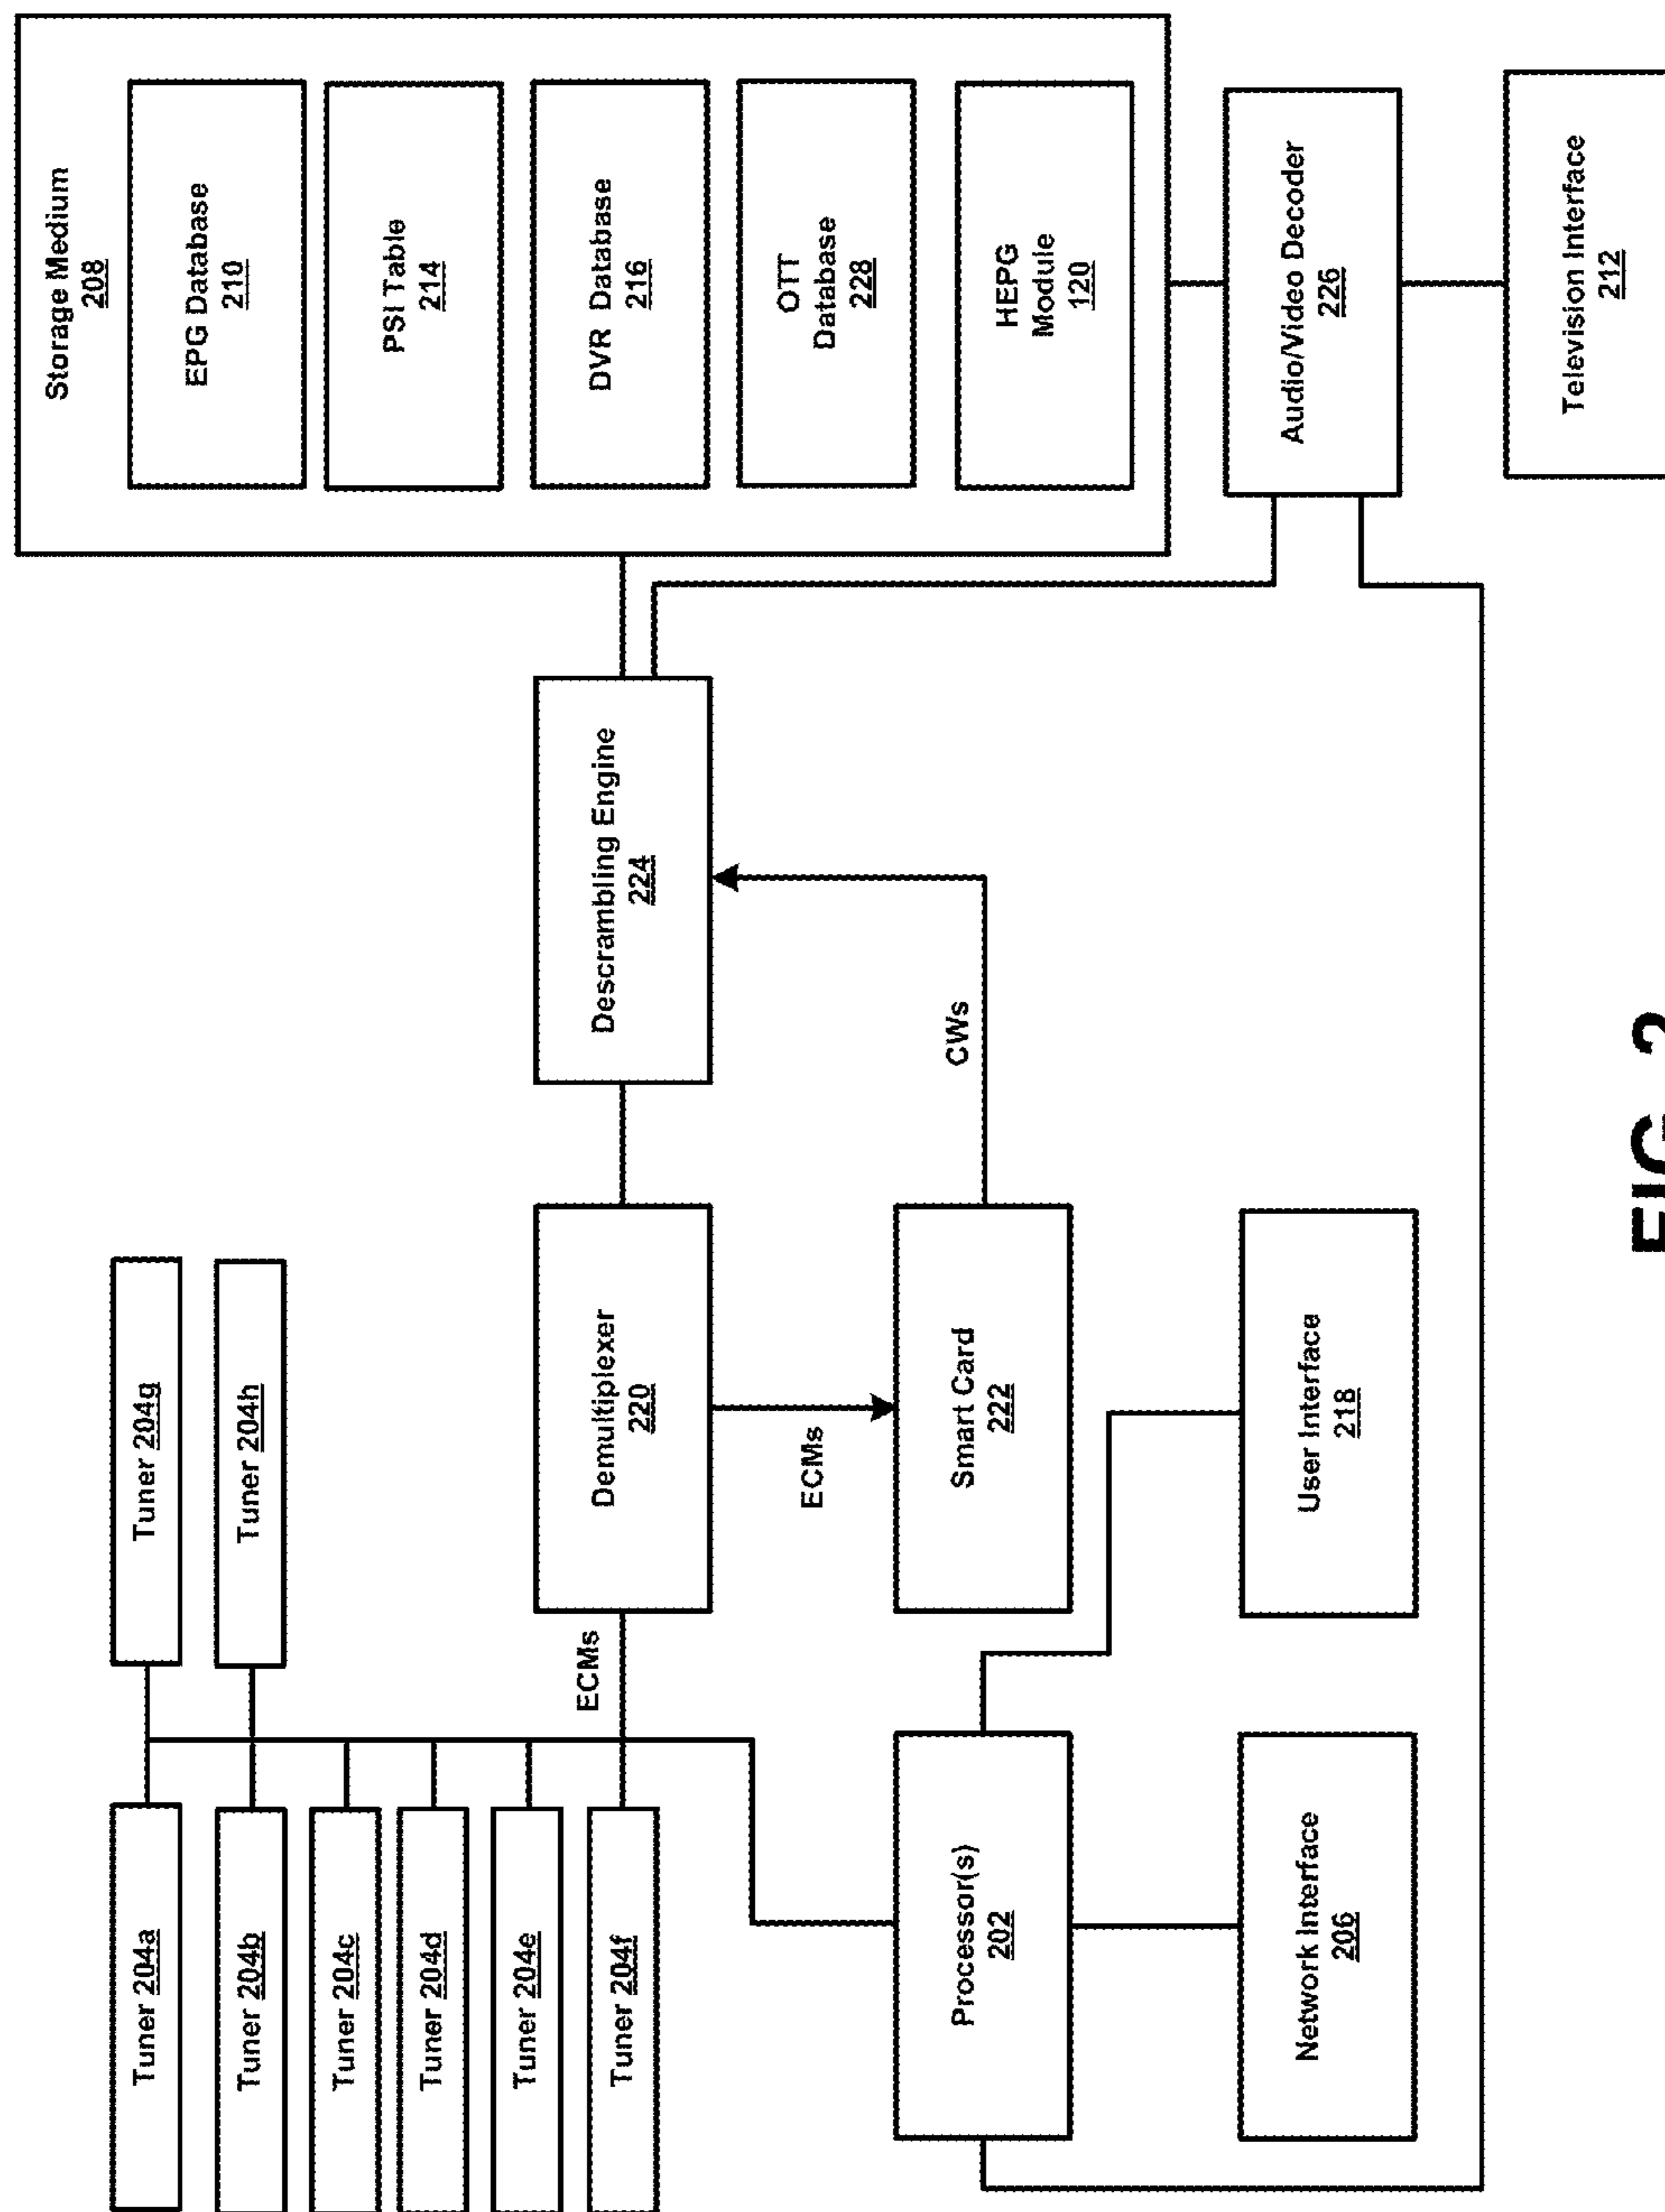 Tuner 204a
Tuner 204g
Tuner 204b
Tuner 204h
Tuner 204c
Tuner 204d
Tuner 204e
Tuner 204f
ECMs
Demultiplexer
220
ECMs
Descrambling Engine
224
Storage Medium
208
EPG Database
210
PSI Table
214
DVR Database
216
OTT
Database
228
HEPG
Module
120
Processor(s)
202
Smart Card
222
CWs
Network Interface
206
User Interface
218
Audio/Video Decoder
226
Television Interface
212
FIG. 2